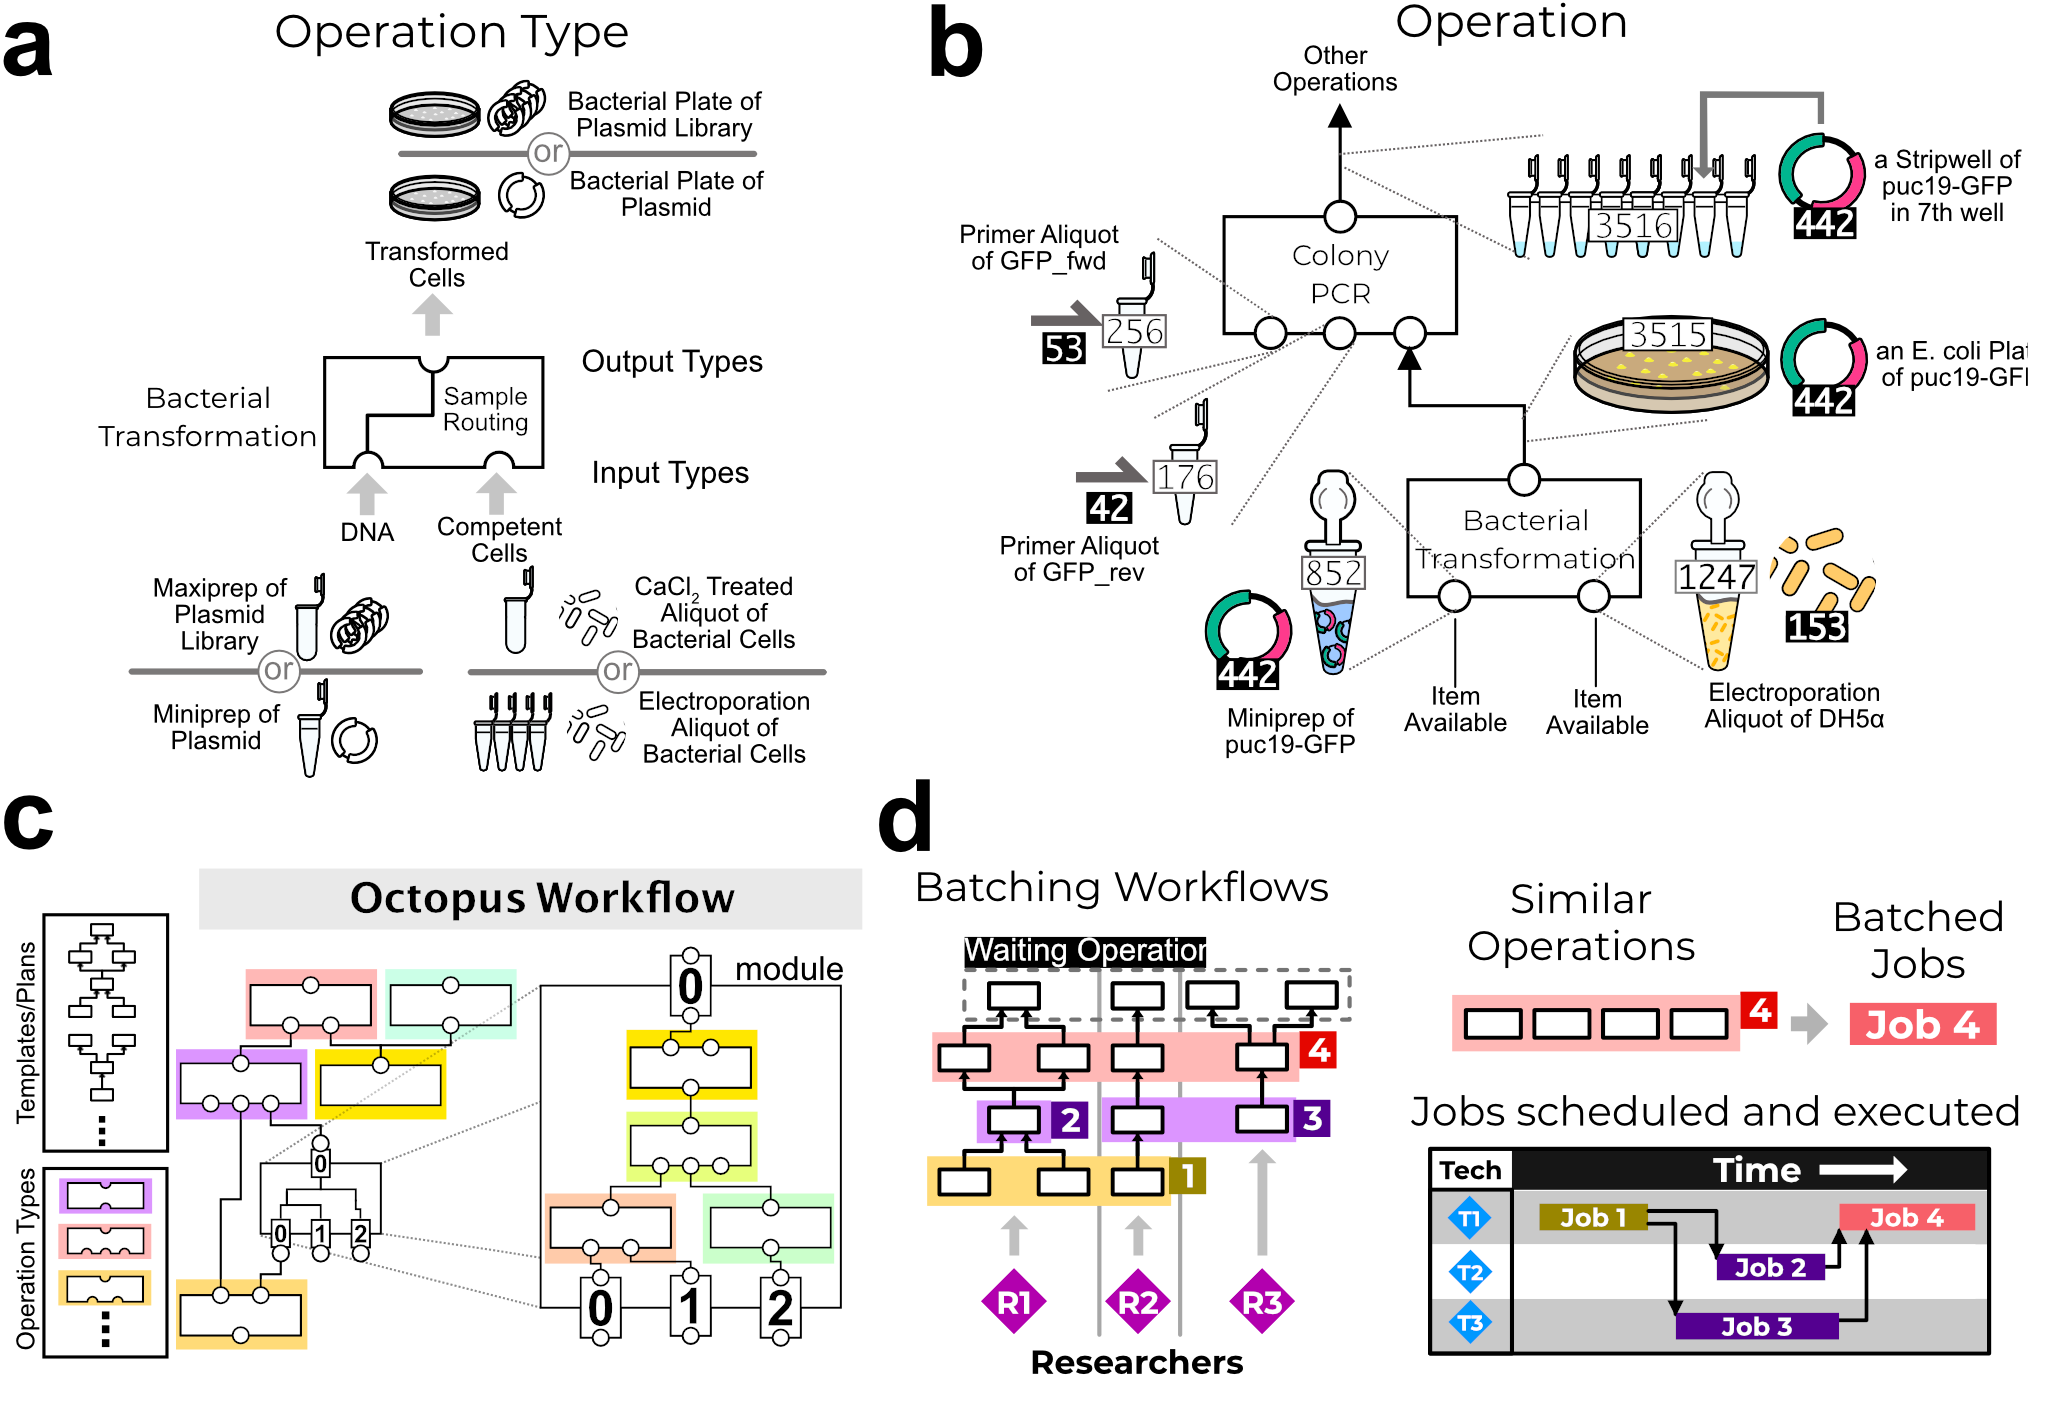 a
Operation Type
Bacterial Plate of
Plasmid Library
or
Bacterial Plate of
Plasmid
Transformed
Cells
Output Types
Bacterial
Transformation
Sample
Routing
Input Types
DNA
Competent
Cells
Maxiprep of
Plasmid
Library
or
Miniprep of
Plasmid
CaCl2 Treated
Aliquot of
Bacterial Cells
or
Electroporation
Aliquot of
Bacterial Cells
b
Operation
Other
Operations
a Stripwell of
puc19-GFP
in 7th well
3516
442
Primer Aliquot
of GFP_fwd
256
53
Colony
PCR
3515
442
an E. coli Plat
of puc19-GF
176
42
Primer Aliquot
of GFP_rev
Bacterial
Transformation
852
442
Miniprep of
puc19-GFP
1247
153
Item
Available
Item
Available
Electroporation
Aliquot of DH5α
c
Octopus Workflow
Templates/Plans
Operation Types
0
0
1
2
module
0
0
1
2
d
Batching Workflows
Waiting Operation
4
2
3
1
R1
R2
R3
Researchers
Similar
Operations
4
Batched
Jobs
Job 4
Jobs scheduled and executed
Tech
Time
T1
Job 1
Job 4
T2
Job 2
T3
Job 3